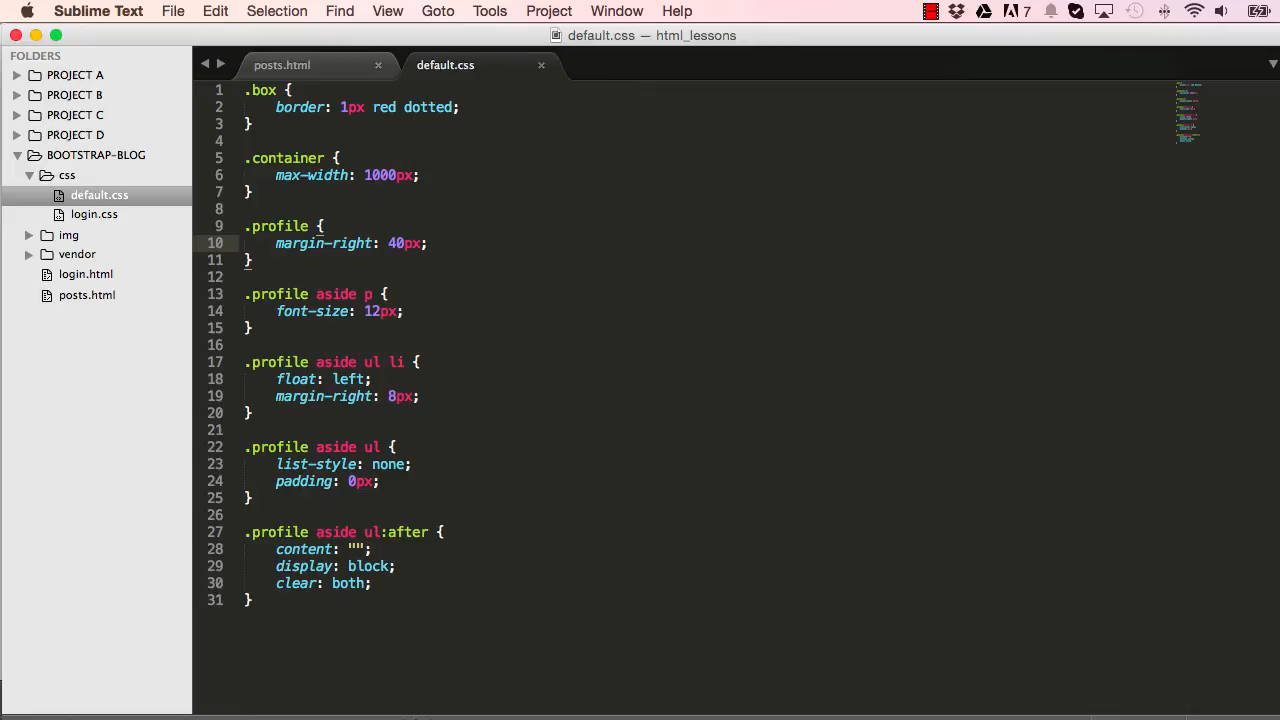 Sublime Text File Edit Selection Find View Goto Tools Project Window Help 7
default.css — html_lessons
FOLDERS
PROJECT A
PROJECT B
PROJECT C
PROJECT D
BOOTSTRAP-BLOG
css
default.css
login.css
img
vendor
login.html
posts.html
posts.html × default.css ×
1 .box {
2 border: 1px red dotted;
3 }
4
5 .container {
6 max-width: 1000px;
7 }
8
9 .profile {
10 margin-right: 40px;
11 }
12
13 .profile aside p {
14 font-size: 12px;
15 }
16
17 .profile aside ul li {
18 float: left;
19 margin-right: 8px;
20 }
21
22 .profile aside ul {
23 list-style: none;
24 padding: 0px;
25 }
26
27 .profile aside ul:after {
28 content: "";
29 display: block;
30 clear: both;
31 }